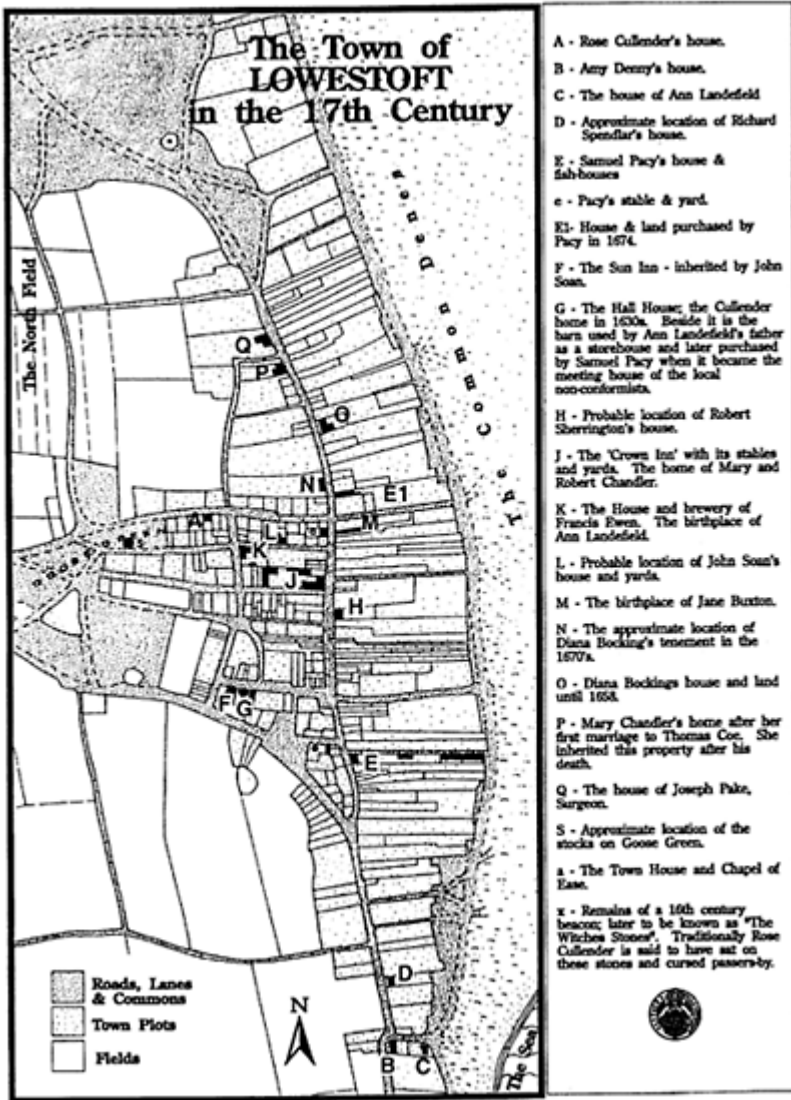 The Town of
LOWESTOFT
in the 17th Century
The Common Denes
The North Field
Q
P
O
N
E1
A
L
M
K
J
H
F
G
E
D
B
C
N
The Sea
Roads, Lanes
& Commons
Town Plots
Fields
A - Rose Cullender's house.
B - Amy Denny's house.
C - The house of Ann Landefield
D - Approximate location of Richard
Spendlar's house.
E - Samuel Pacy's house &
fish-houses
e - Pacy's stable & yard.
E1- House & land purchased by
Pacy in 1674.
F - The Sun Inn - inherited by John
Soan.
G - The Hall House; the Cullender
home in 1630s. Beside it is the
barn used by Ann Landefield's father
as a storehouse and later purchased
by Samuel Pacy when it became the
meeting house of the local
non-conformists.
H - Probable location of Robert
Sherrington's house.
J - The 'Crown Inn' with its stables
and yards. The home of Mary and
Robert Chandler.
K - The House and brewery of
Francis Ewen. The birthplace of
Ann Landefield.
L - Probable location of John Soan's
house and yards.
M - The birthplace of Jane Buxton.
N - The approximate location of
Diana Bocking's tenement in the
1670's.
O - Diana Bockings house and land
until 1658.
P - Mary Chandler's home after her
first marriage to Thomas Coe. She
inherited this property after his
death.
Q - The house of Joseph Pake,
Surgeon.
S - Approximate location of the
stocks on Goose Green.
a - The Town House and Chapel of
Ease.
x - Remains of a 16th century
beacon; later to be known as "The
Witches Stones". Traditionally Rose
Cullender is said to have sat on
these stones and cursed passers-by.